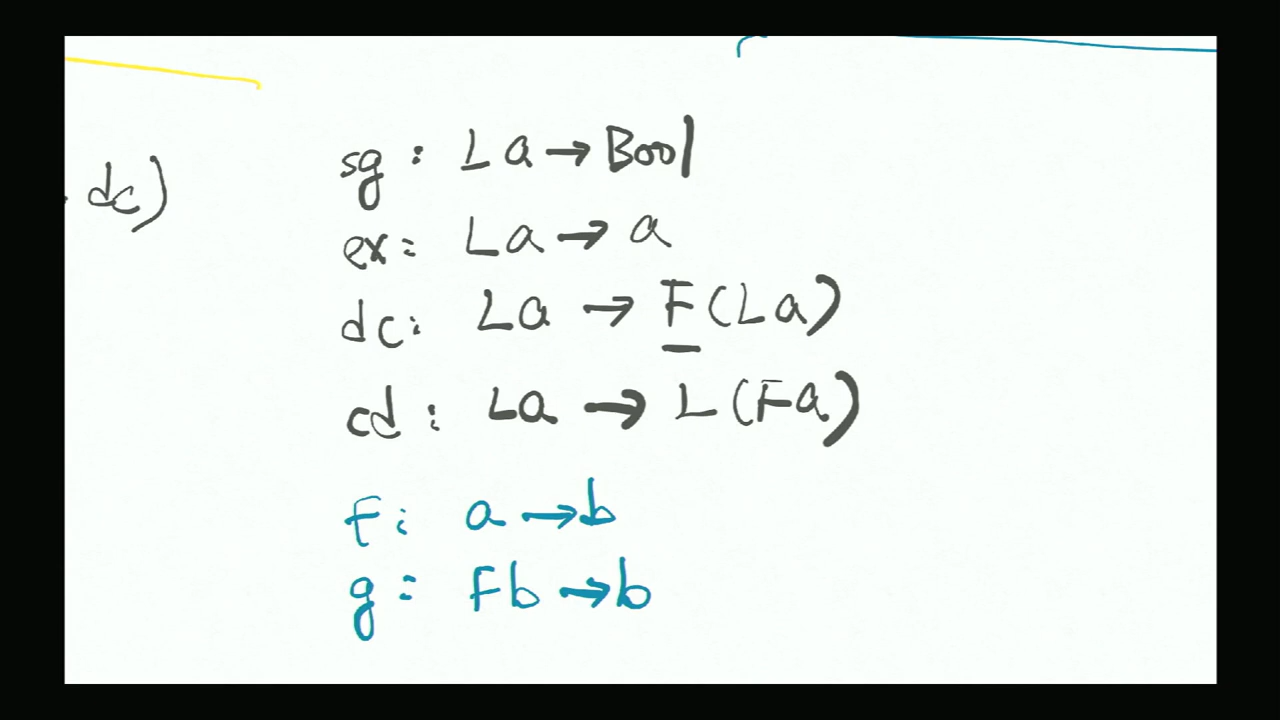 dc)
sg : La → Bool
ex : La → a
dc : La → F(La)
cd : La → L(Fa)
f : a → b
g : Fb → b